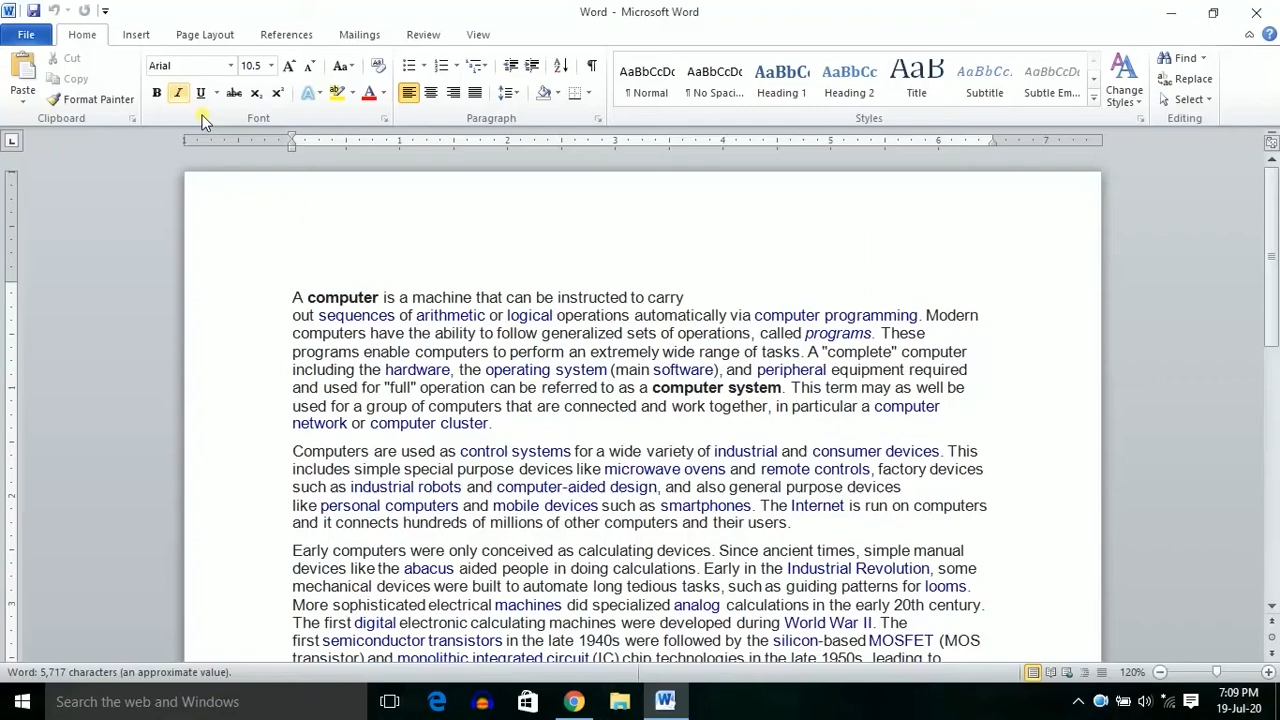 Word - Microsoft Word
File Home Insert Page Layout References Mailings Review View
Paste
Cut
Copy
Format Painter
Clipboard
Arial 10.5
Font
Paragraph
AaBbCcDc AaBbCcDc AaBbCc AaBbCc AaB AaBbCc. AaBbCcDc
¶ Normal ¶ No Spaci... Heading 1 Heading 2 Title Subtitle Subtle Em...
Styles
Change Styles
Find
Replace
Select
Editing
1 1 2 3 4 5 6 7
A computer is a machine that can be instructed to carry
out sequences of arithmetic or logical operations automatically via computer programming. Modern
computers have the ability to follow generalized sets of operations, called programs. These
programs enable computers to perform an extremely wide range of tasks. A "complete" computer
including the hardware, the operating system (main software), and peripheral equipment required
and used for "full" operation can be referred to as a computer system. This term may as well be
used for a group of computers that are connected and work together, in particular a computer
network or computer cluster.
Computers are used as control systems for a wide variety of industrial and consumer devices. This
includes simple special purpose devices like microwave ovens and remote controls, factory devices
such as industrial robots and computer-aided design, and also general purpose devices
like personal computers and mobile devices such as smartphones. The Internet is run on computers
and it connects hundreds of millions of other computers and their users.
Early computers were only conceived as calculating devices. Since ancient times, simple manual
devices like the abacus aided people in doing calculations. Early in the Industrial Revolution, some
mechanical devices were built to automate long tedious tasks, such as guiding patterns for looms.
More sophisticated electrical machines did specialized analog calculations in the early 20th century.
The first digital electronic calculating machines were developed during World War II. The
first semiconductor transistors in the late 1940s were followed by the silicon-based MOSFET (MOS
transistor) and monolithic integrated circuit (IC) chip technologies in the late 1950s, leading to
Word: 5,717 characters (an approximate value).
120%
Search the web and Windows
7:09 PM
19-Jul-20